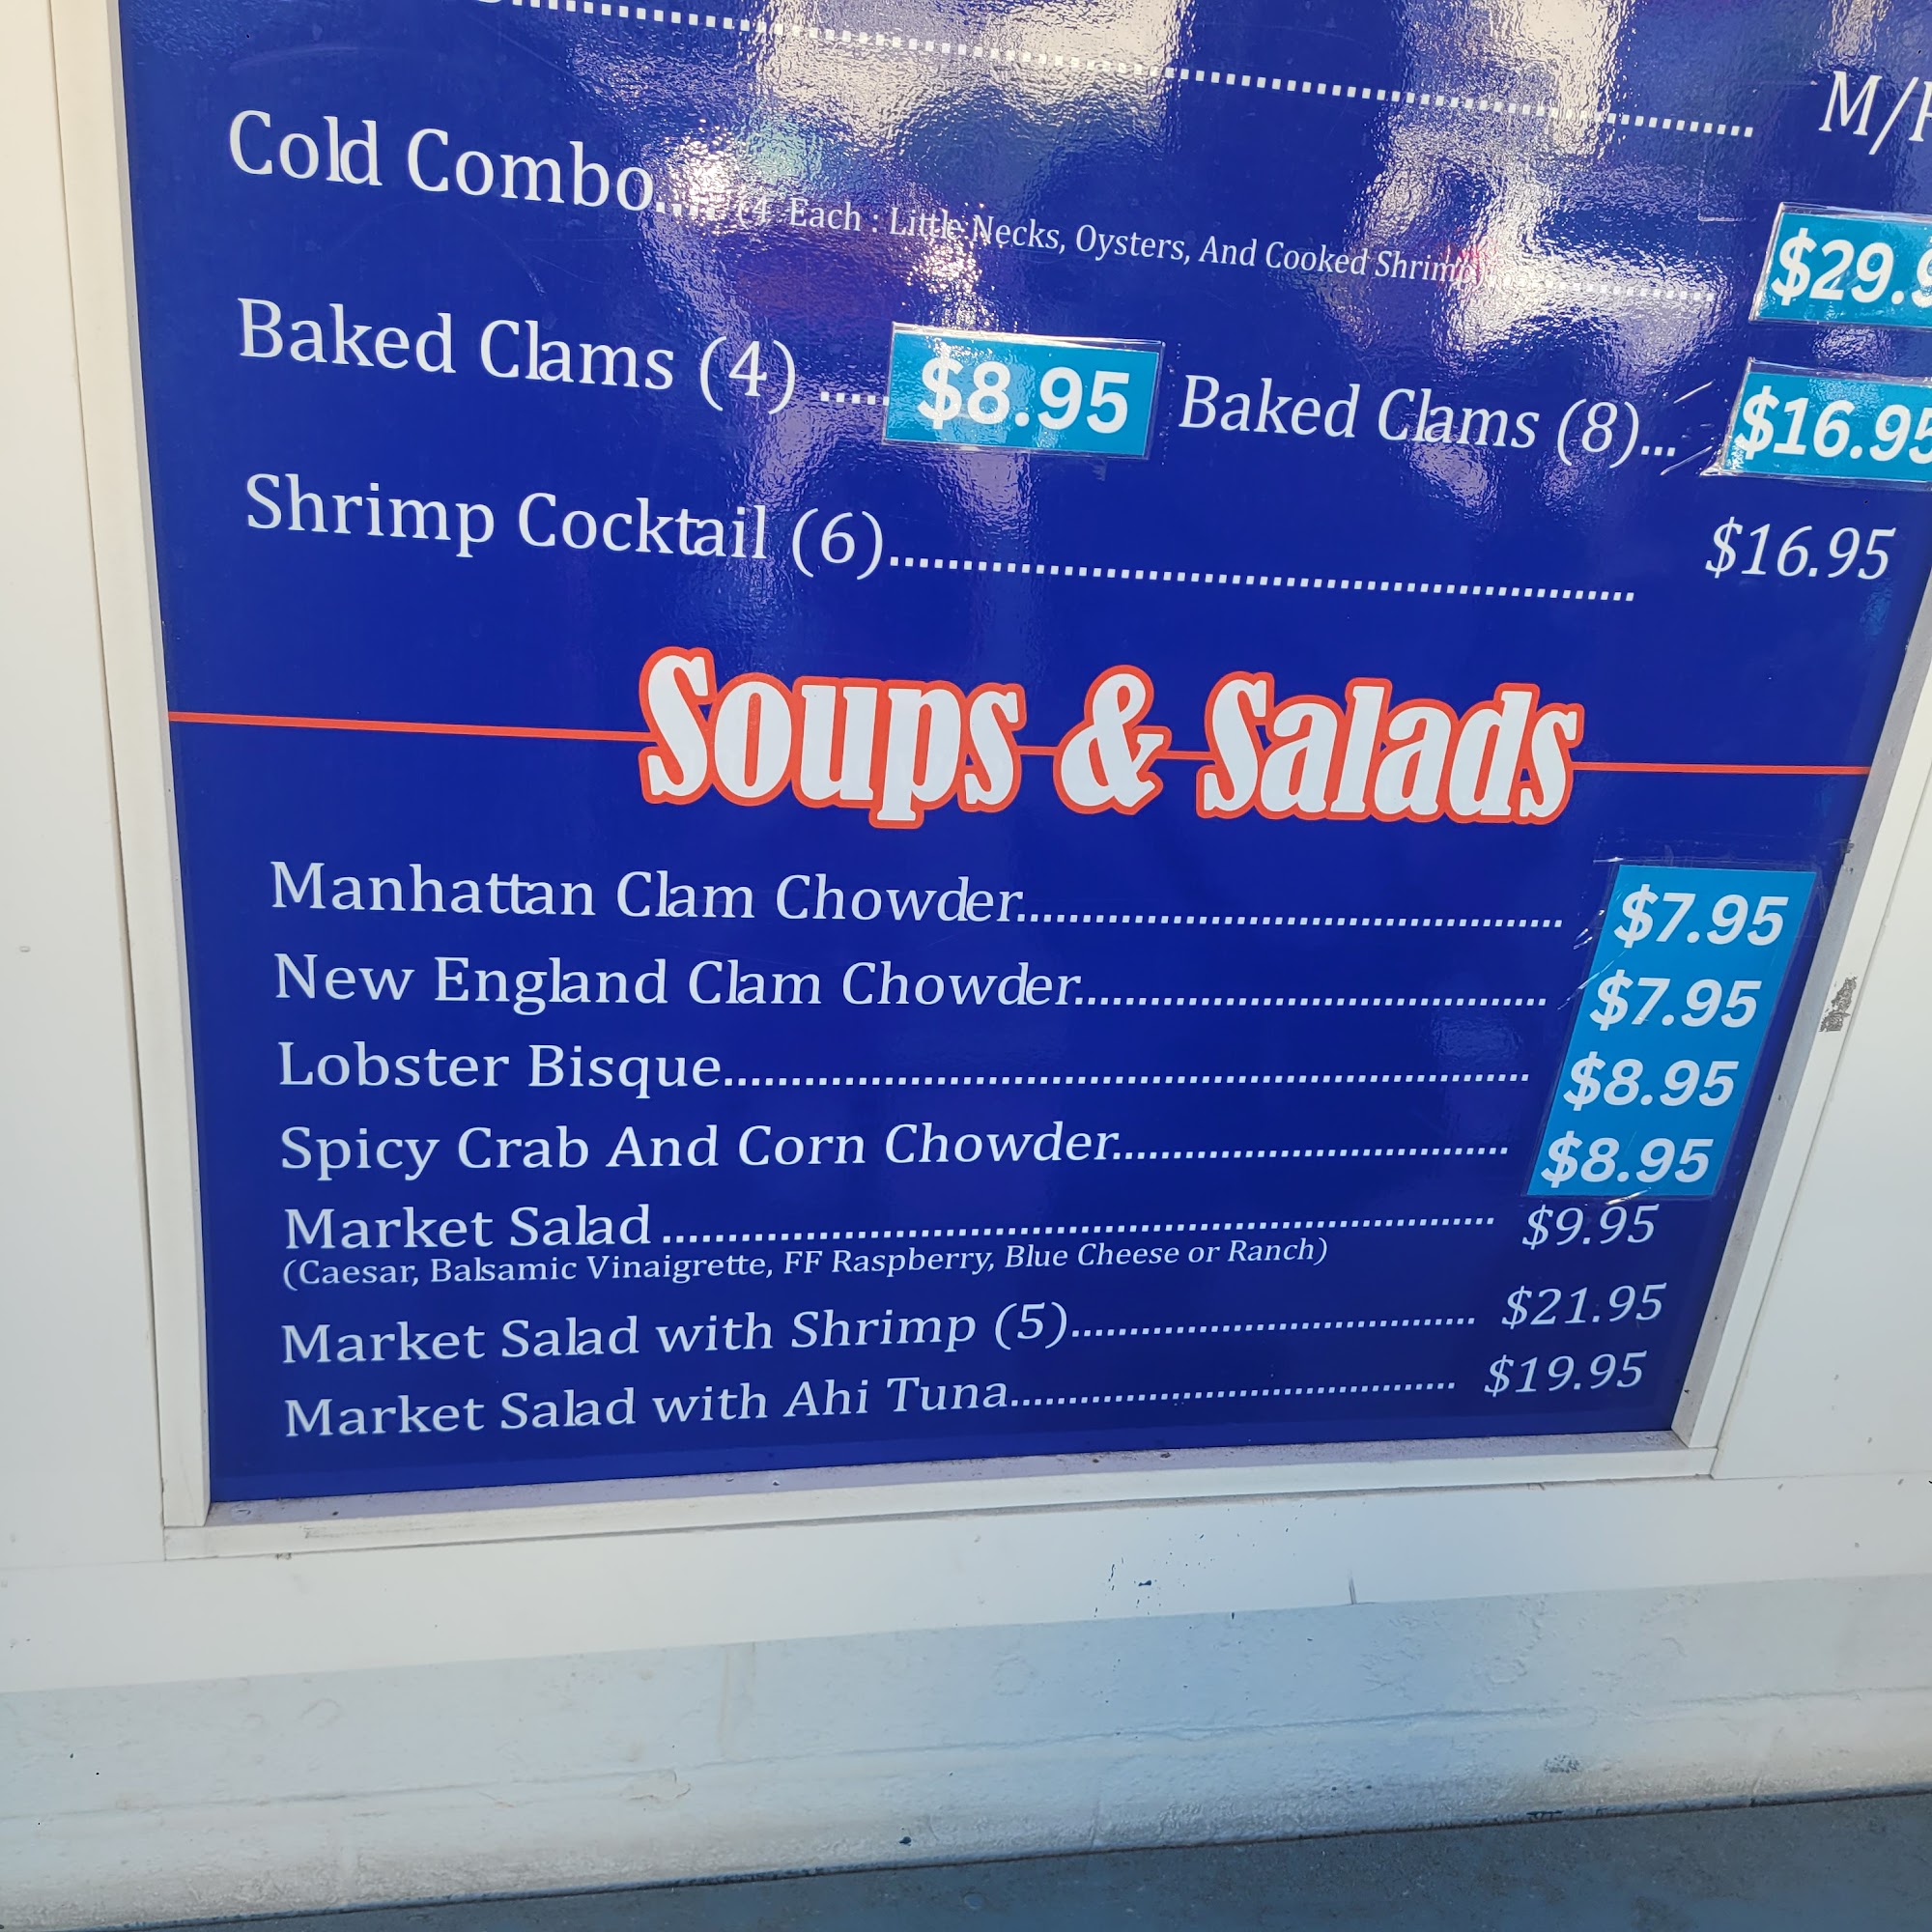 Cold Combo.... (4 Each : Little Necks, Oysters, And Cooked Shrimp)
Baked Clams (4) ..... $8.95 Baked Clams (8)... $16.95
Shrimp Cocktail (6)........ $16.95
Soups & Salads
Manhattan Clam Chowder........ $7.95
New England Clam Chowder........ $7.95
Lobster Bisque........ $8.95
Spicy Crab And Corn Chowder........ $8.95
Market Salad ........ $9.95
(Caesar, Balsamic Vinaigrette, FF Raspberry, Blue Cheese or Ranch)
Market Salad with Shrimp (5)........ $21.95
Market Salad with Ahi Tuna........ $19.95